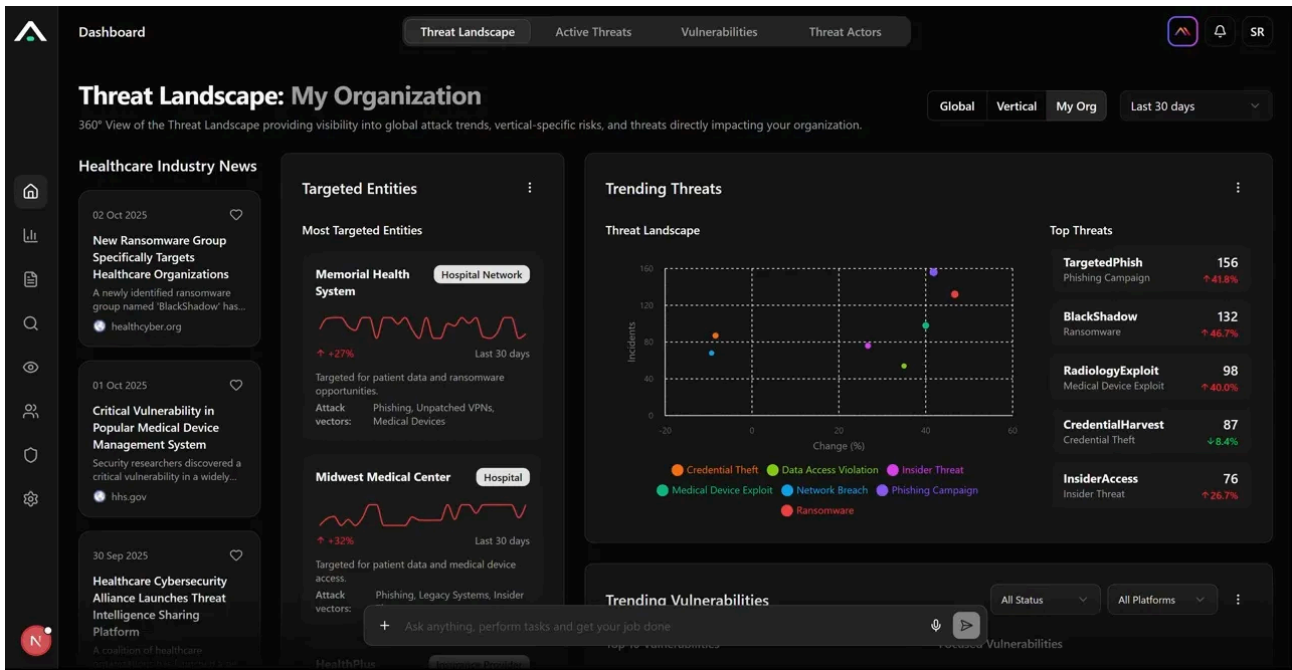 Dashboard
Threat Landscape
Active Threats
Vulnerabilities
Threat Actors
SR
Threat Landscape: My Organization
360° View of the Threat Landscape providing visibility into global attack trends, vertical-specific risks, and threats directly impacting your organization.
Global
Vertical
My Org
Last 30 days
Healthcare Industry News
02 Oct 2025
New Ransomware Group
Specifically Targets
Healthcare Organizations
A newly identified ransomware
group named 'BlackShadow' has...
healthcyber.org
01 Oct 2025
Critical Vulnerability in
Popular Medical Device
Management System
Security researchers discovered a
critical vulnerability in a widely...
hhs.gov
30 Sep 2025
Healthcare Cybersecurity
Alliance Launches Threat
Intelligence Sharing
Platform
A coalition of healthcare
N
Targeted Entities
Most Targeted Entities
Memorial Health
System
Hospital Network
↑ +27%
Last 30 days
Targeted for patient data and ransomware
opportunities.
Attack
vectors:
Phishing, Unpatched VPNs,
Medical Devices
Midwest Medical Center
Hospital
↑ +32%
Last 30 days
Targeted for patient data and medical device
access.
Attack
vectors:
Phishing, Legacy Systems, Insider
HealthPlus
Trending Threats
Threat Landscape
160
120
80
40
0
Incidents
-20
0
20
40
60
Change (%)
Credential Theft
Data Access Violation
Insider Threat
Medical Device Exploit
Network Breach
Phishing Campaign
Ransomware
Top Threats
TargetedPhish
156
Phishing Campaign
↑41.8%
BlackShadow
132
Ransomware
↑46.7%
RadiologyExploit
98
Medical Device Exploit
↑40.0%
CredentialHarvest
87
Credential Theft
↓8.4%
InsiderAccess
76
Insider Threat
↑26.7%
Trending Vulnerabilities
All Status
All Platforms
Top 10 Vulnerabilities
Focused Vulnerabilities
Ask anything, perform tasks and get your job done